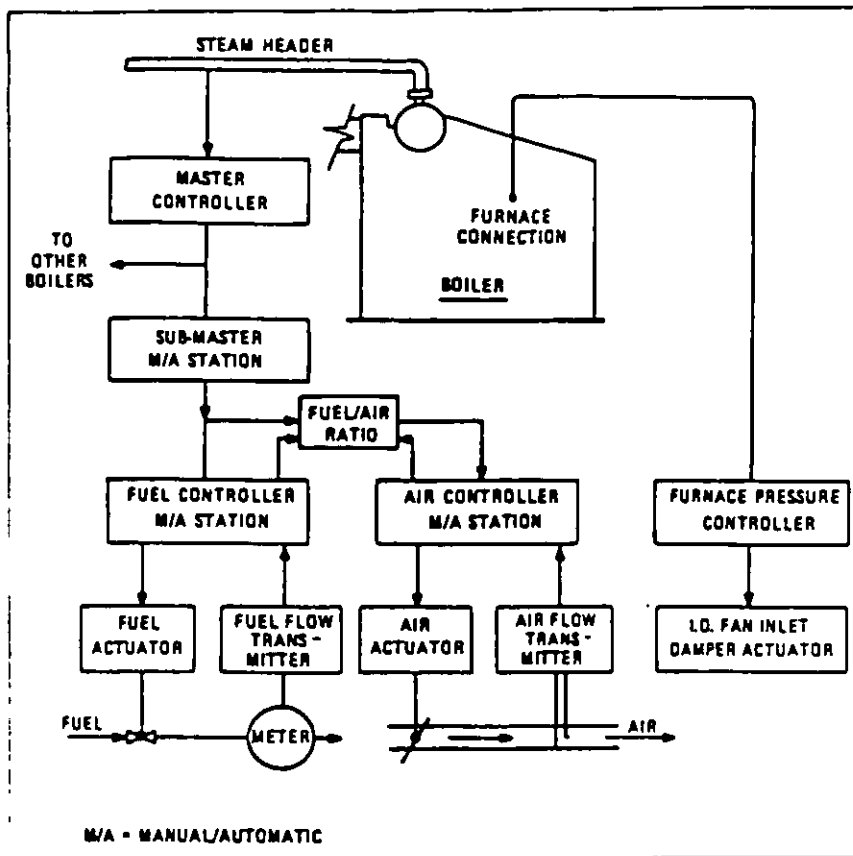 STEAM HEADER
MASTER
CONTROLLER
TO
OTHER
BOILERS
FURNACE
CONNECTION
BOILER
SUB-MASTER
M/A STATION
FUEL/AIR
RATIO
FUEL CONTROLLER
M/A STATION
AIR CONTROLLER
M/A STATION
FURNACE PRESSURE
CONTROLLER
FUEL
ACTUATOR
FUEL FLOW
TRANS-
MITTER
AIR
ACTUATOR
AIR FLOW
TRANS-
MITTER
I.D. FAN INLET
DAMPER ACTUATOR
FUEL
METER
AIR
M/A = MANUAL/AUTOMATIC